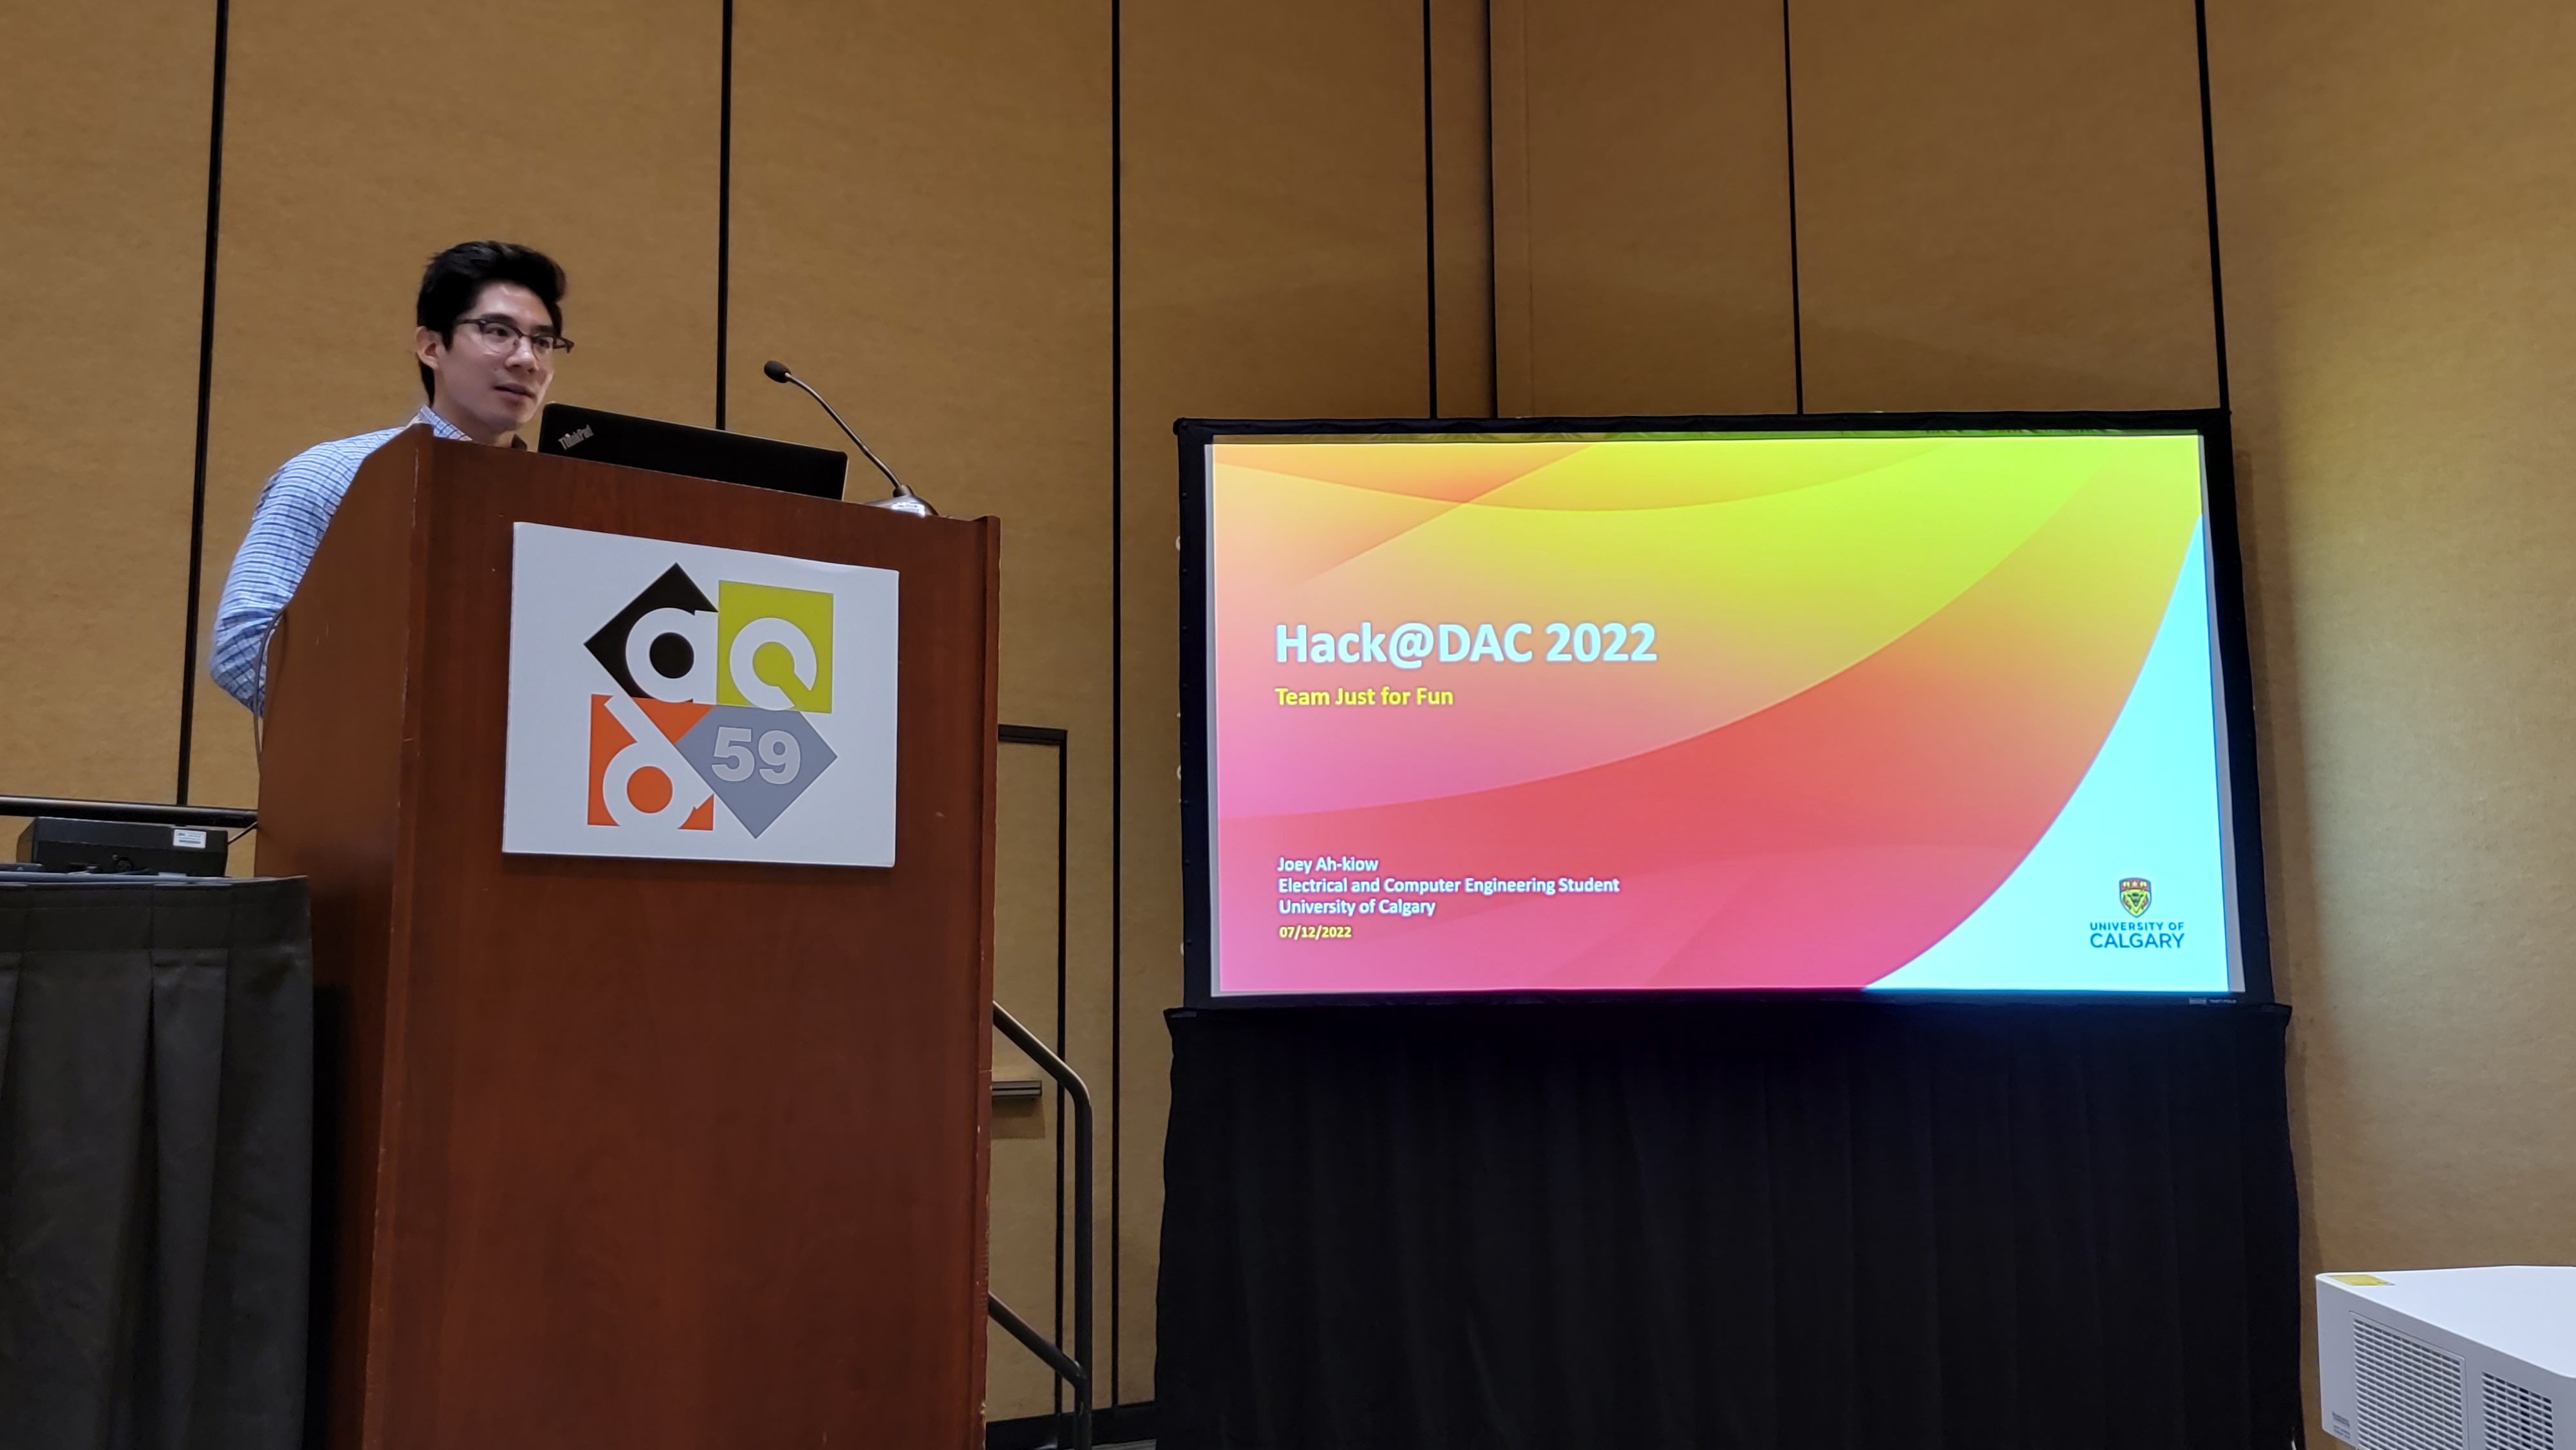 ThinkPad
dac
59
Hack@DAC 2022
Team Just for Fun
Joey Ah-kiow
Electrical and Computer Engineering Student
University of Calgary
07/12/2022
UNIVERSITY OF
CALGARY